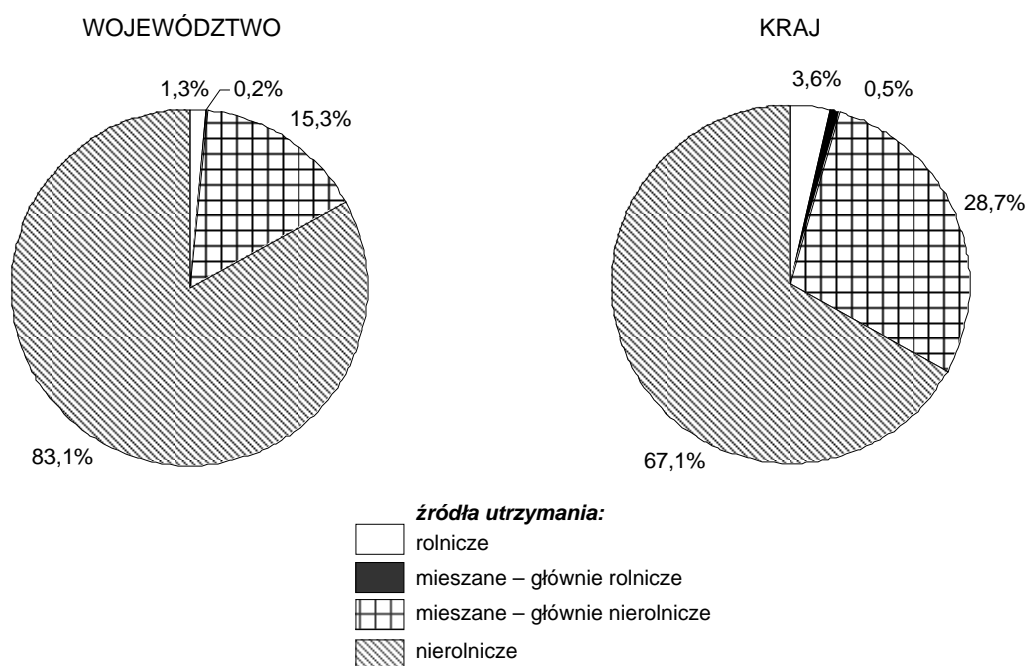 WOJEWÓDZTWO
KRAJ
1,3%
0,2%
15,3%
83,1%
3,6%
0,5%
28,7%
67,1%
źródła utrzymania:
rolnicze
mieszane – głównie rolnicze
mieszane – głównie nierolnicze
nierolnicze